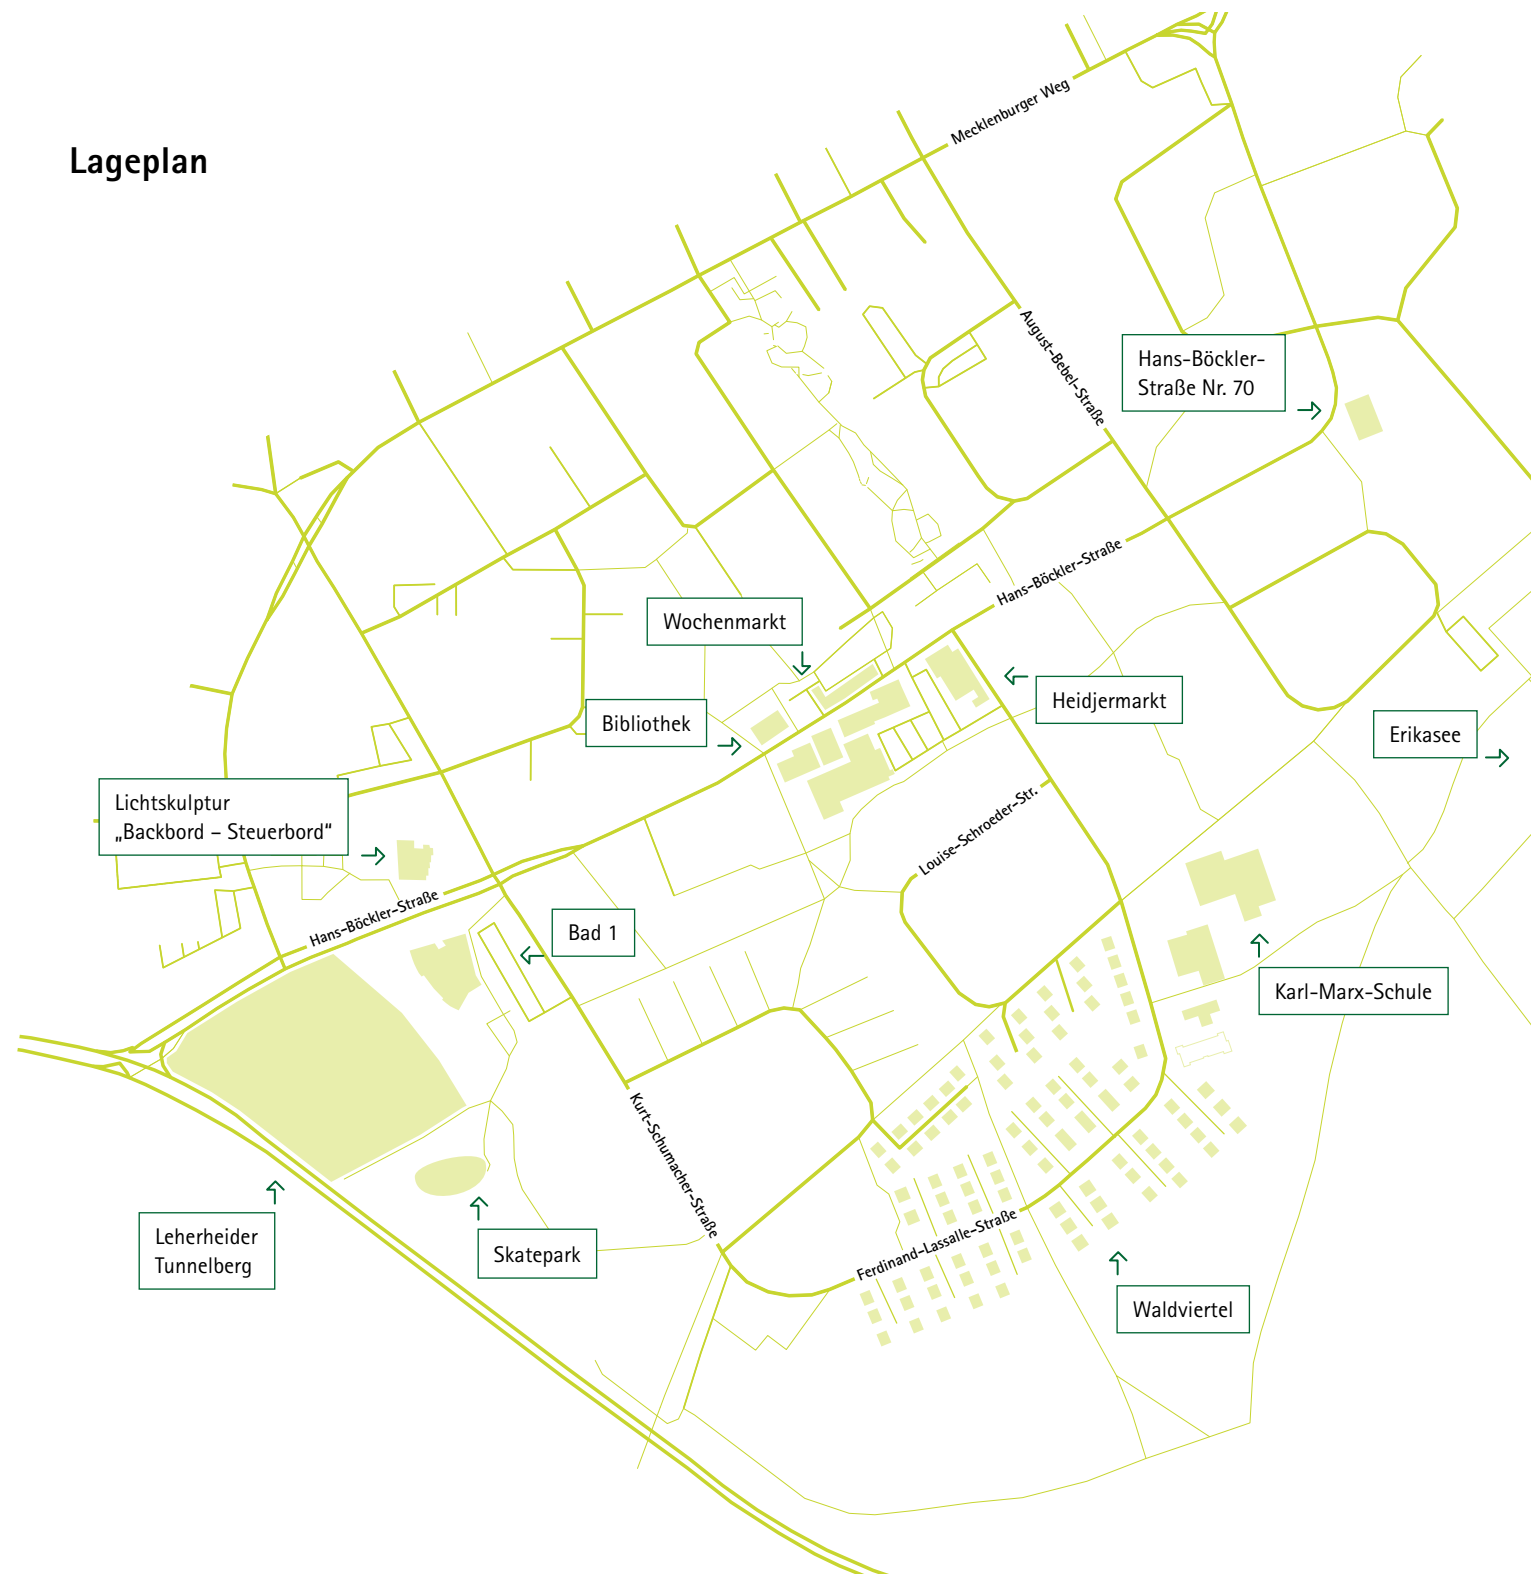 Lageplan
Mecklenburger Weg
August-Bebel-Straße
Hans-Böckler-
Straße Nr. 70
Hans-Böckler-Straße
Wochenmarkt
Bibliothek
Heidjermarkt
Erikasee
Lichtskulptur
„Backbord – Steuerbord“
Louise-Schroeder-Str.
Hans-Böckler-Straße
Bad 1
Karl-Marx-Schule
Kurt-Schumacher-Straße
Leherheider
Tunnelberg
Skatepark
Ferdinand-Lassalle-Straße
Waldviertel